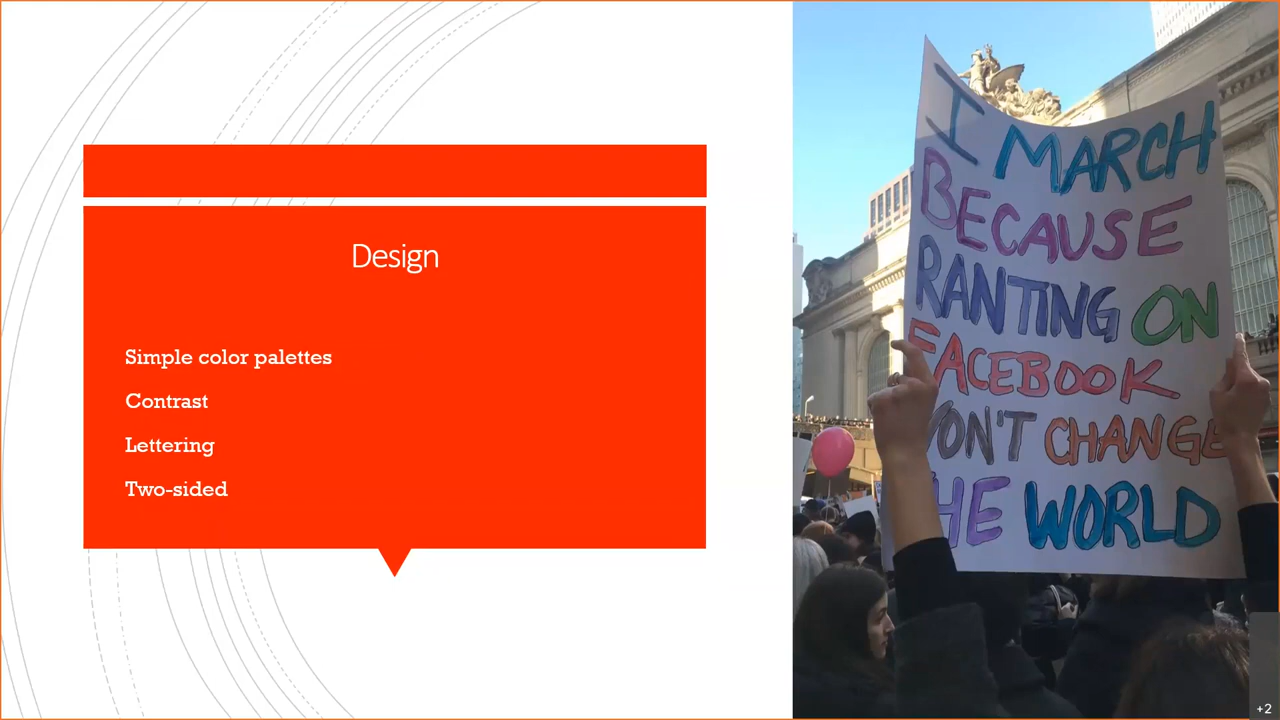 Design
Simple color palettes
Contrast
Lettering
Two-sided
I MARCH
BECAUSE
RANTING ON
FACEBOOK
WON'T CHANGE
THE WORLD
+2